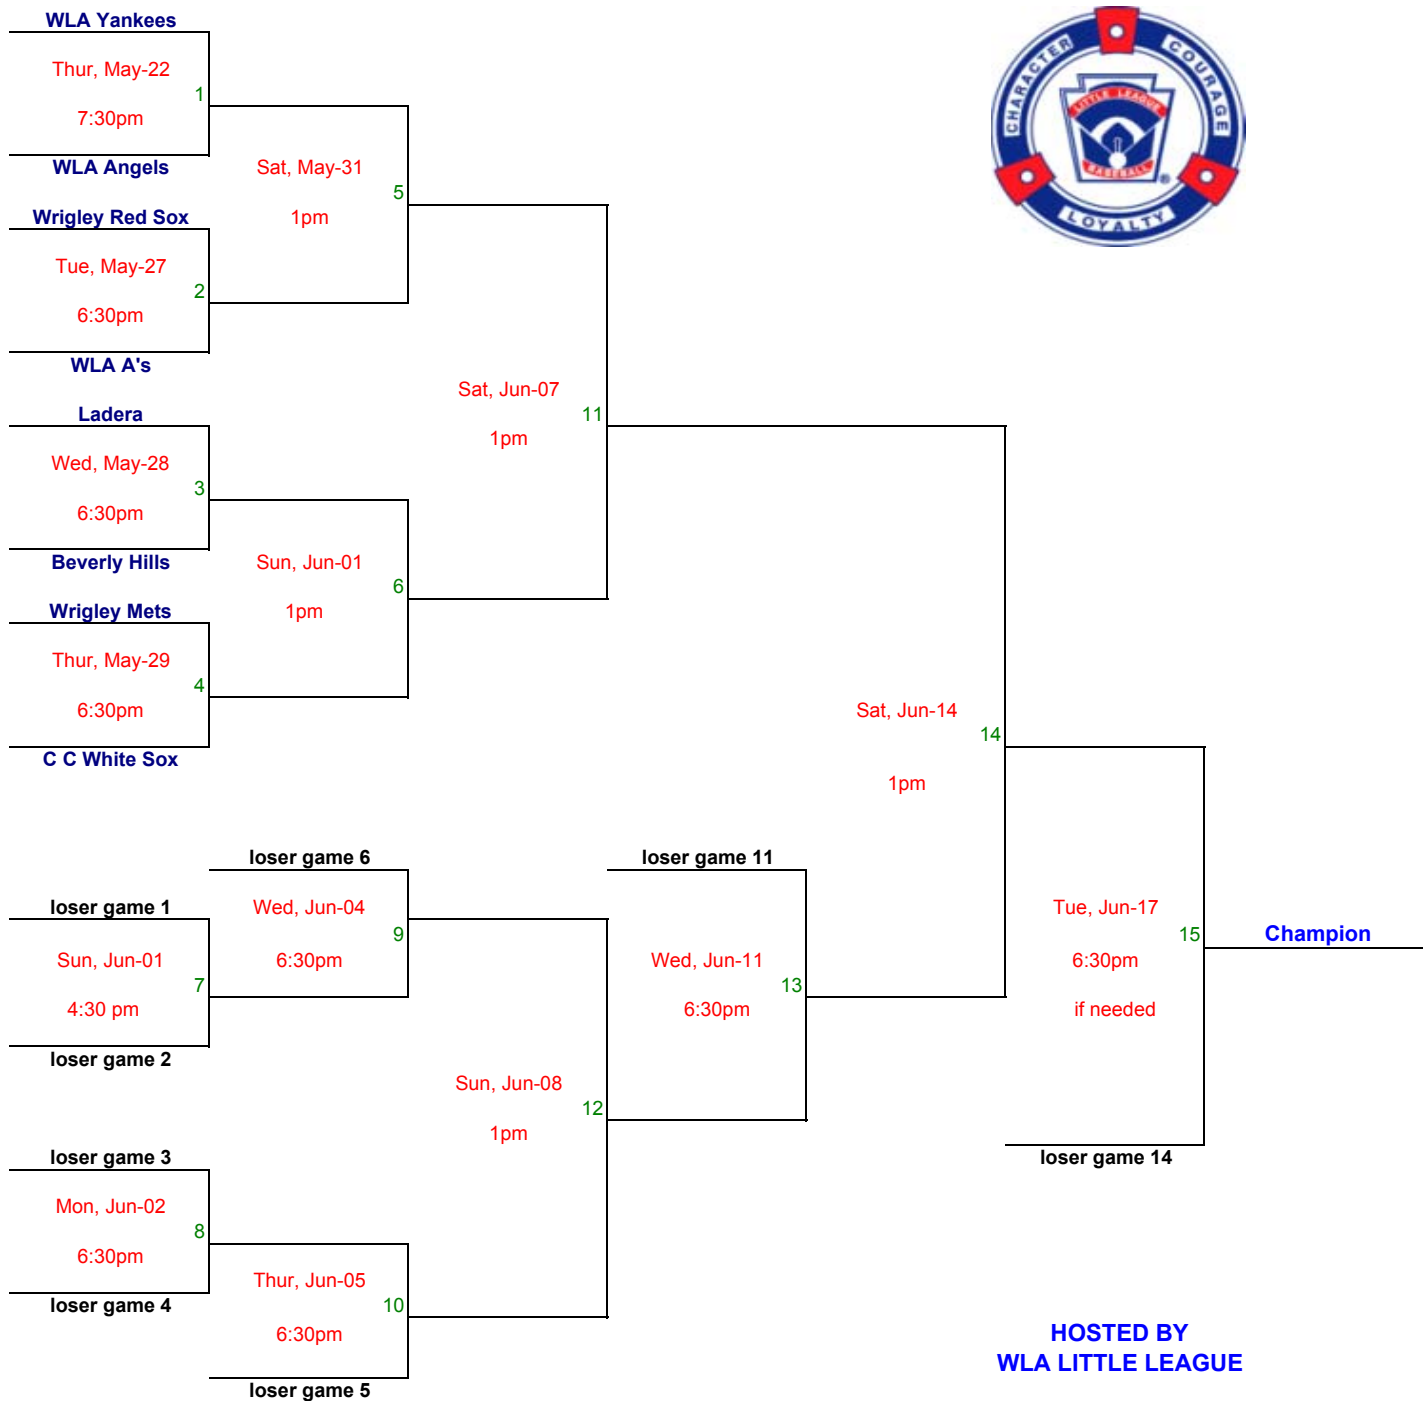 WLA Yankees
Thur, May-22
1
7:30pm
WLA Angels
Sat, May-31
5
1pm
Wrigley Red Sox
Tue, May-27
2
6:30pm
WLA A's
Sat, Jun-07
11
1pm
Ladera
Wed, May-28
3
6:30pm
Beverly Hills
Sun, Jun-01
6
1pm
Wrigley Mets
Thur, May-29
4
6:30pm
C C White Sox
Sat, Jun-14
14
1pm
loser game 6
Wed, Jun-04
9
6:30pm
loser game 1
Sun, Jun-01
7
4:30 pm
loser game 2
loser game 11
Wed, Jun-11
13
6:30pm
Tue, Jun-17
15
6:30pm
if needed
Champion
Sun, Jun-08
12
1pm
loser game 3
Mon, Jun-02
8
6:30pm
loser game 4
Thur, Jun-05
10
6:30pm
loser game 5
loser game 14
HOSTED BY
WLA LITTLE LEAGUE
CHARACTER
COURAGE
LOYALTY
LITTLE LEAGUE
BASEBALL
®